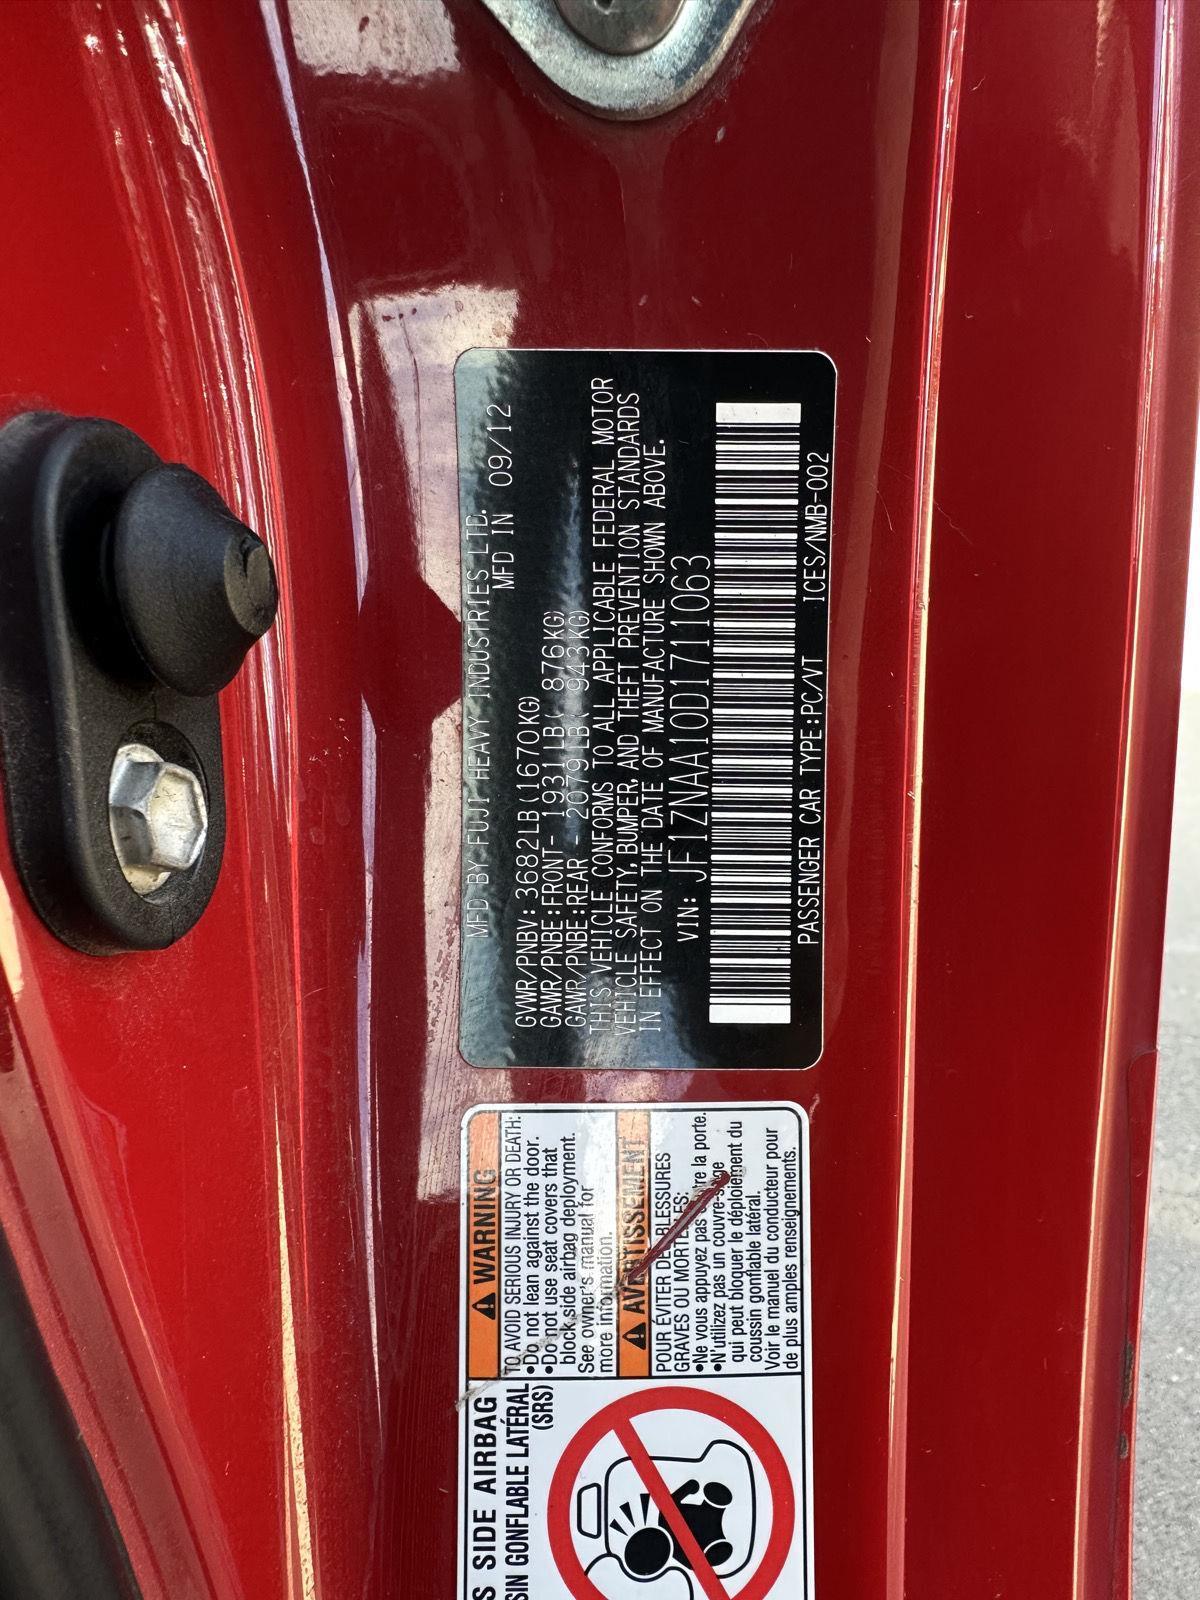 MFD BY FUJI HEAVY INDUSTRIES LTD.
MFD IN 09/12
GVWR/PNBV:3682LB(1670KG)
GAWR/PNBE:FRONT- 1931LB( 876KG)
GAWR/PNBE:REAR - 2079LB( 943KG)
THIS VEHICLE CONFORMS TO ALL APPLICABLE FEDERAL MOTOR
VEHICLE SAFETY, BUMPER, AND THEFT PREVENTION STANDARDS
IN EFFECT ON THE DATE OF MANUFACTURE SHOWN ABOVE.
VIN: JF1ZNAA10D1711063
PASSENGER CAR TYPE:PC/VT ICES/NMB-002
SIDE AIRBAG
GONFLABLE LATÉRAL
(SRS)
WARNING
TO AVOID SERIOUS INJURY OR DEATH:
•Do not lean against the door.
•Do not use seat covers that
block side airbag deployment.
See owner's manual for
more information.
AVERTISSEMENT
POUR ÉVITER DE BLESSURES
GRAVES OU MORTELLES:
•Ne vous appuyez pas la porte.
•N'utilisez pas un couvre-siège
qui peut bloquer le déploiement du
coussin gonflable latéral.
Voir le manuel du conducteur pour
de plus amples renseignements.